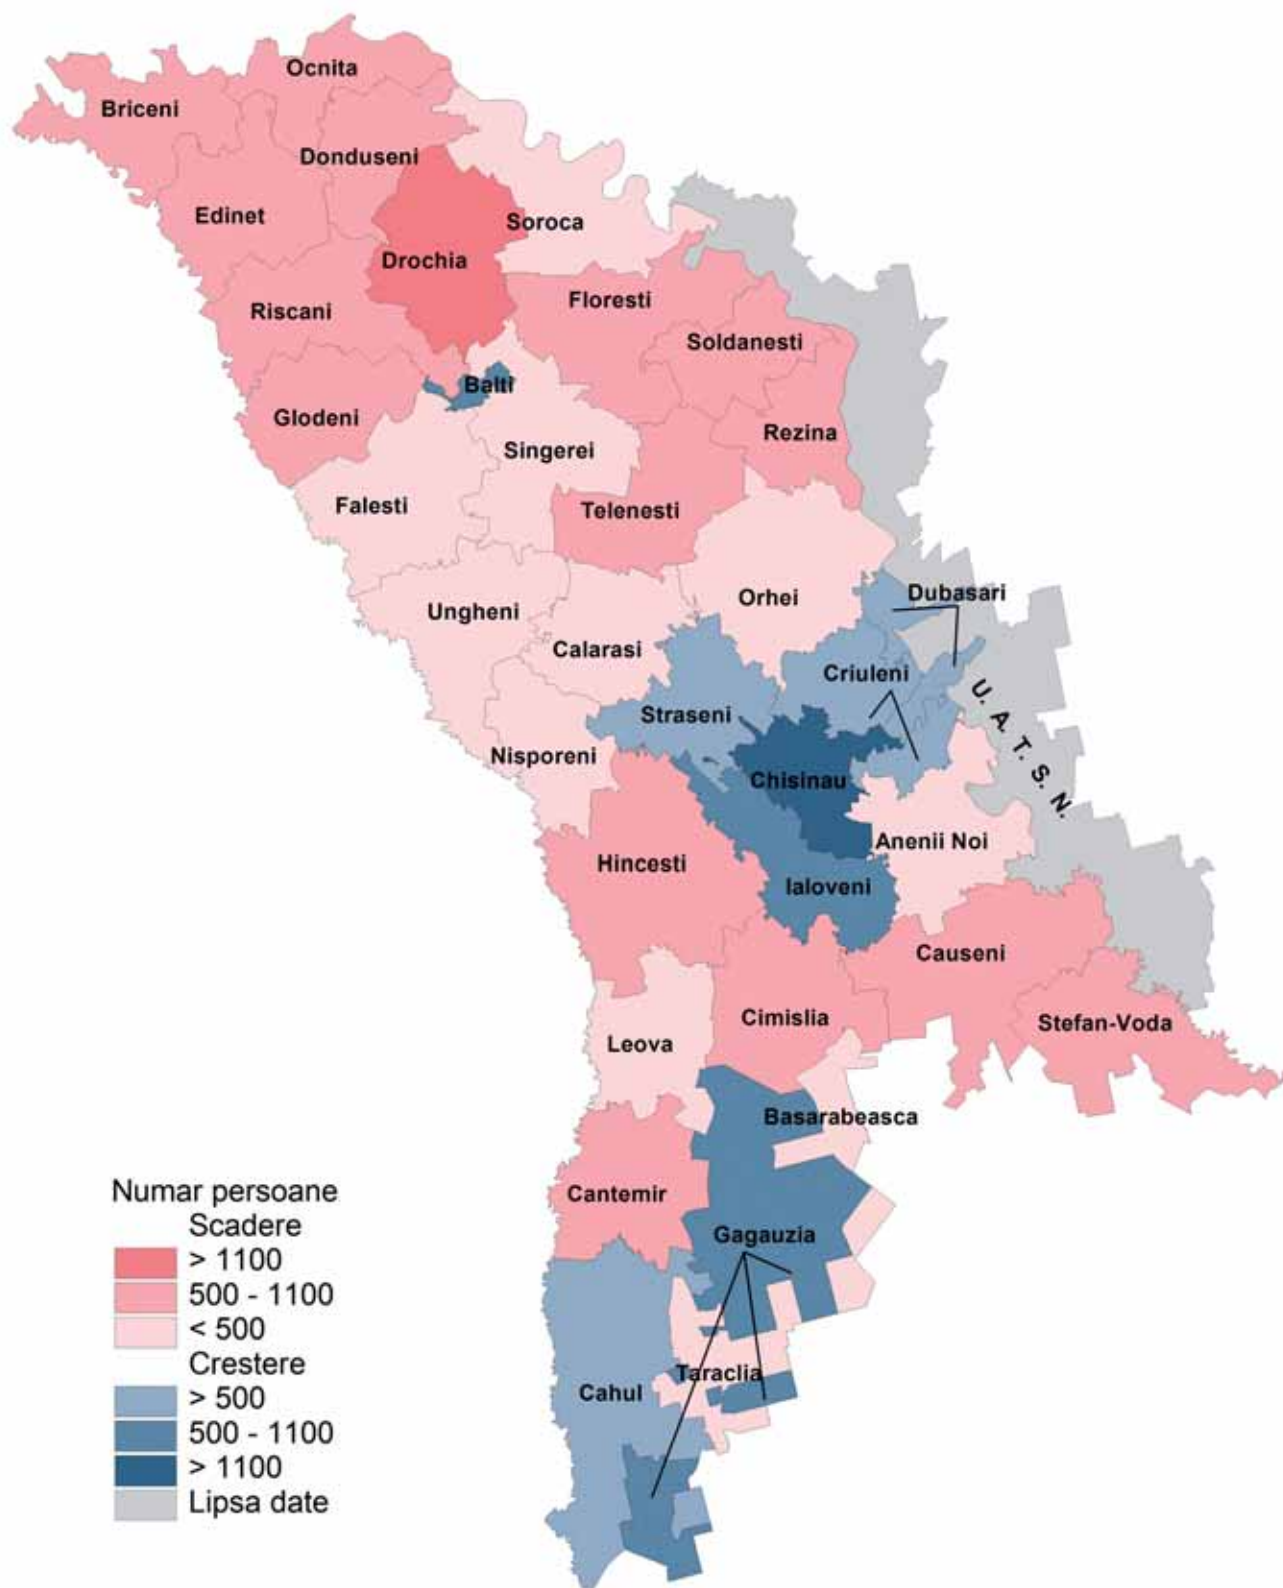 Ocnita
Briceni
Donduseni
Edinet
Soroca
Drochia
Riscani
Floresti
Soldanesti
Balti
Glodeni
Rezina
Singerei
Falesti
Telenesti
Dubasari
Orhei
Ungheni
Calarasi
Criuleni
U. A. T. S. N.
Straseni
Nisporeni
Chisinau
Anenii Noi
Hincesti
Ialoveni
Causeni
Cimislia
Stefan-Voda
Leova
Basarabeasca
Cantemir
Gagauzia
Taraclia
Cahul
Numar persoane
Scadere
> 1100
500 - 1100
< 500
Crestere
> 500
500 - 1100
> 1100
Lipsa date